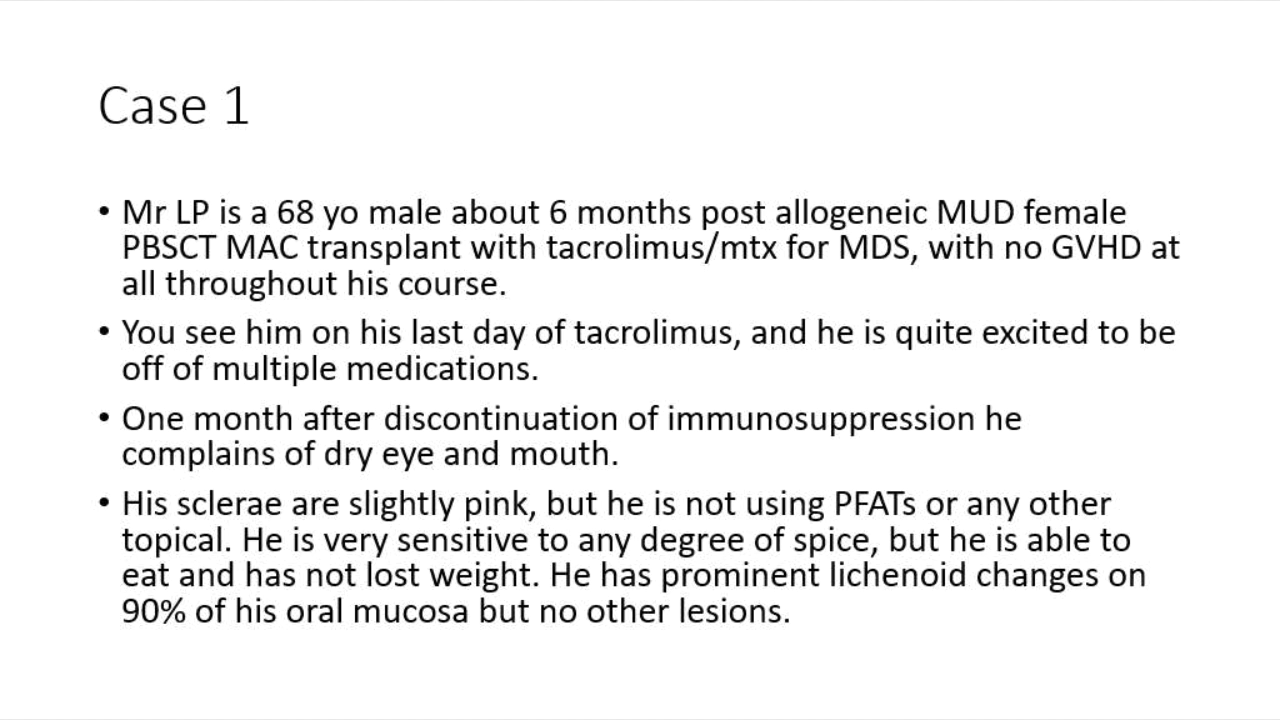 Case 1
• Mr LP is a 68 yo male about 6 months post allogeneic MUD female
PBSCT MAC transplant with tacrolimus/mtx for MDS, with no GVHD at
all throughout his course.
• You see him on his last day of tacrolimus, and he is quite excited to be
off of multiple medications.
• One month after discontinuation of immunosuppression he
complains of dry eye and mouth.
• His sclerae are slightly pink, but he is not using PFATs or any other
topical. He is very sensitive to any degree of spice, but he is able to
eat and has not lost weight. He has prominent lichenoid changes on
90% of his oral mucosa but no other lesions.